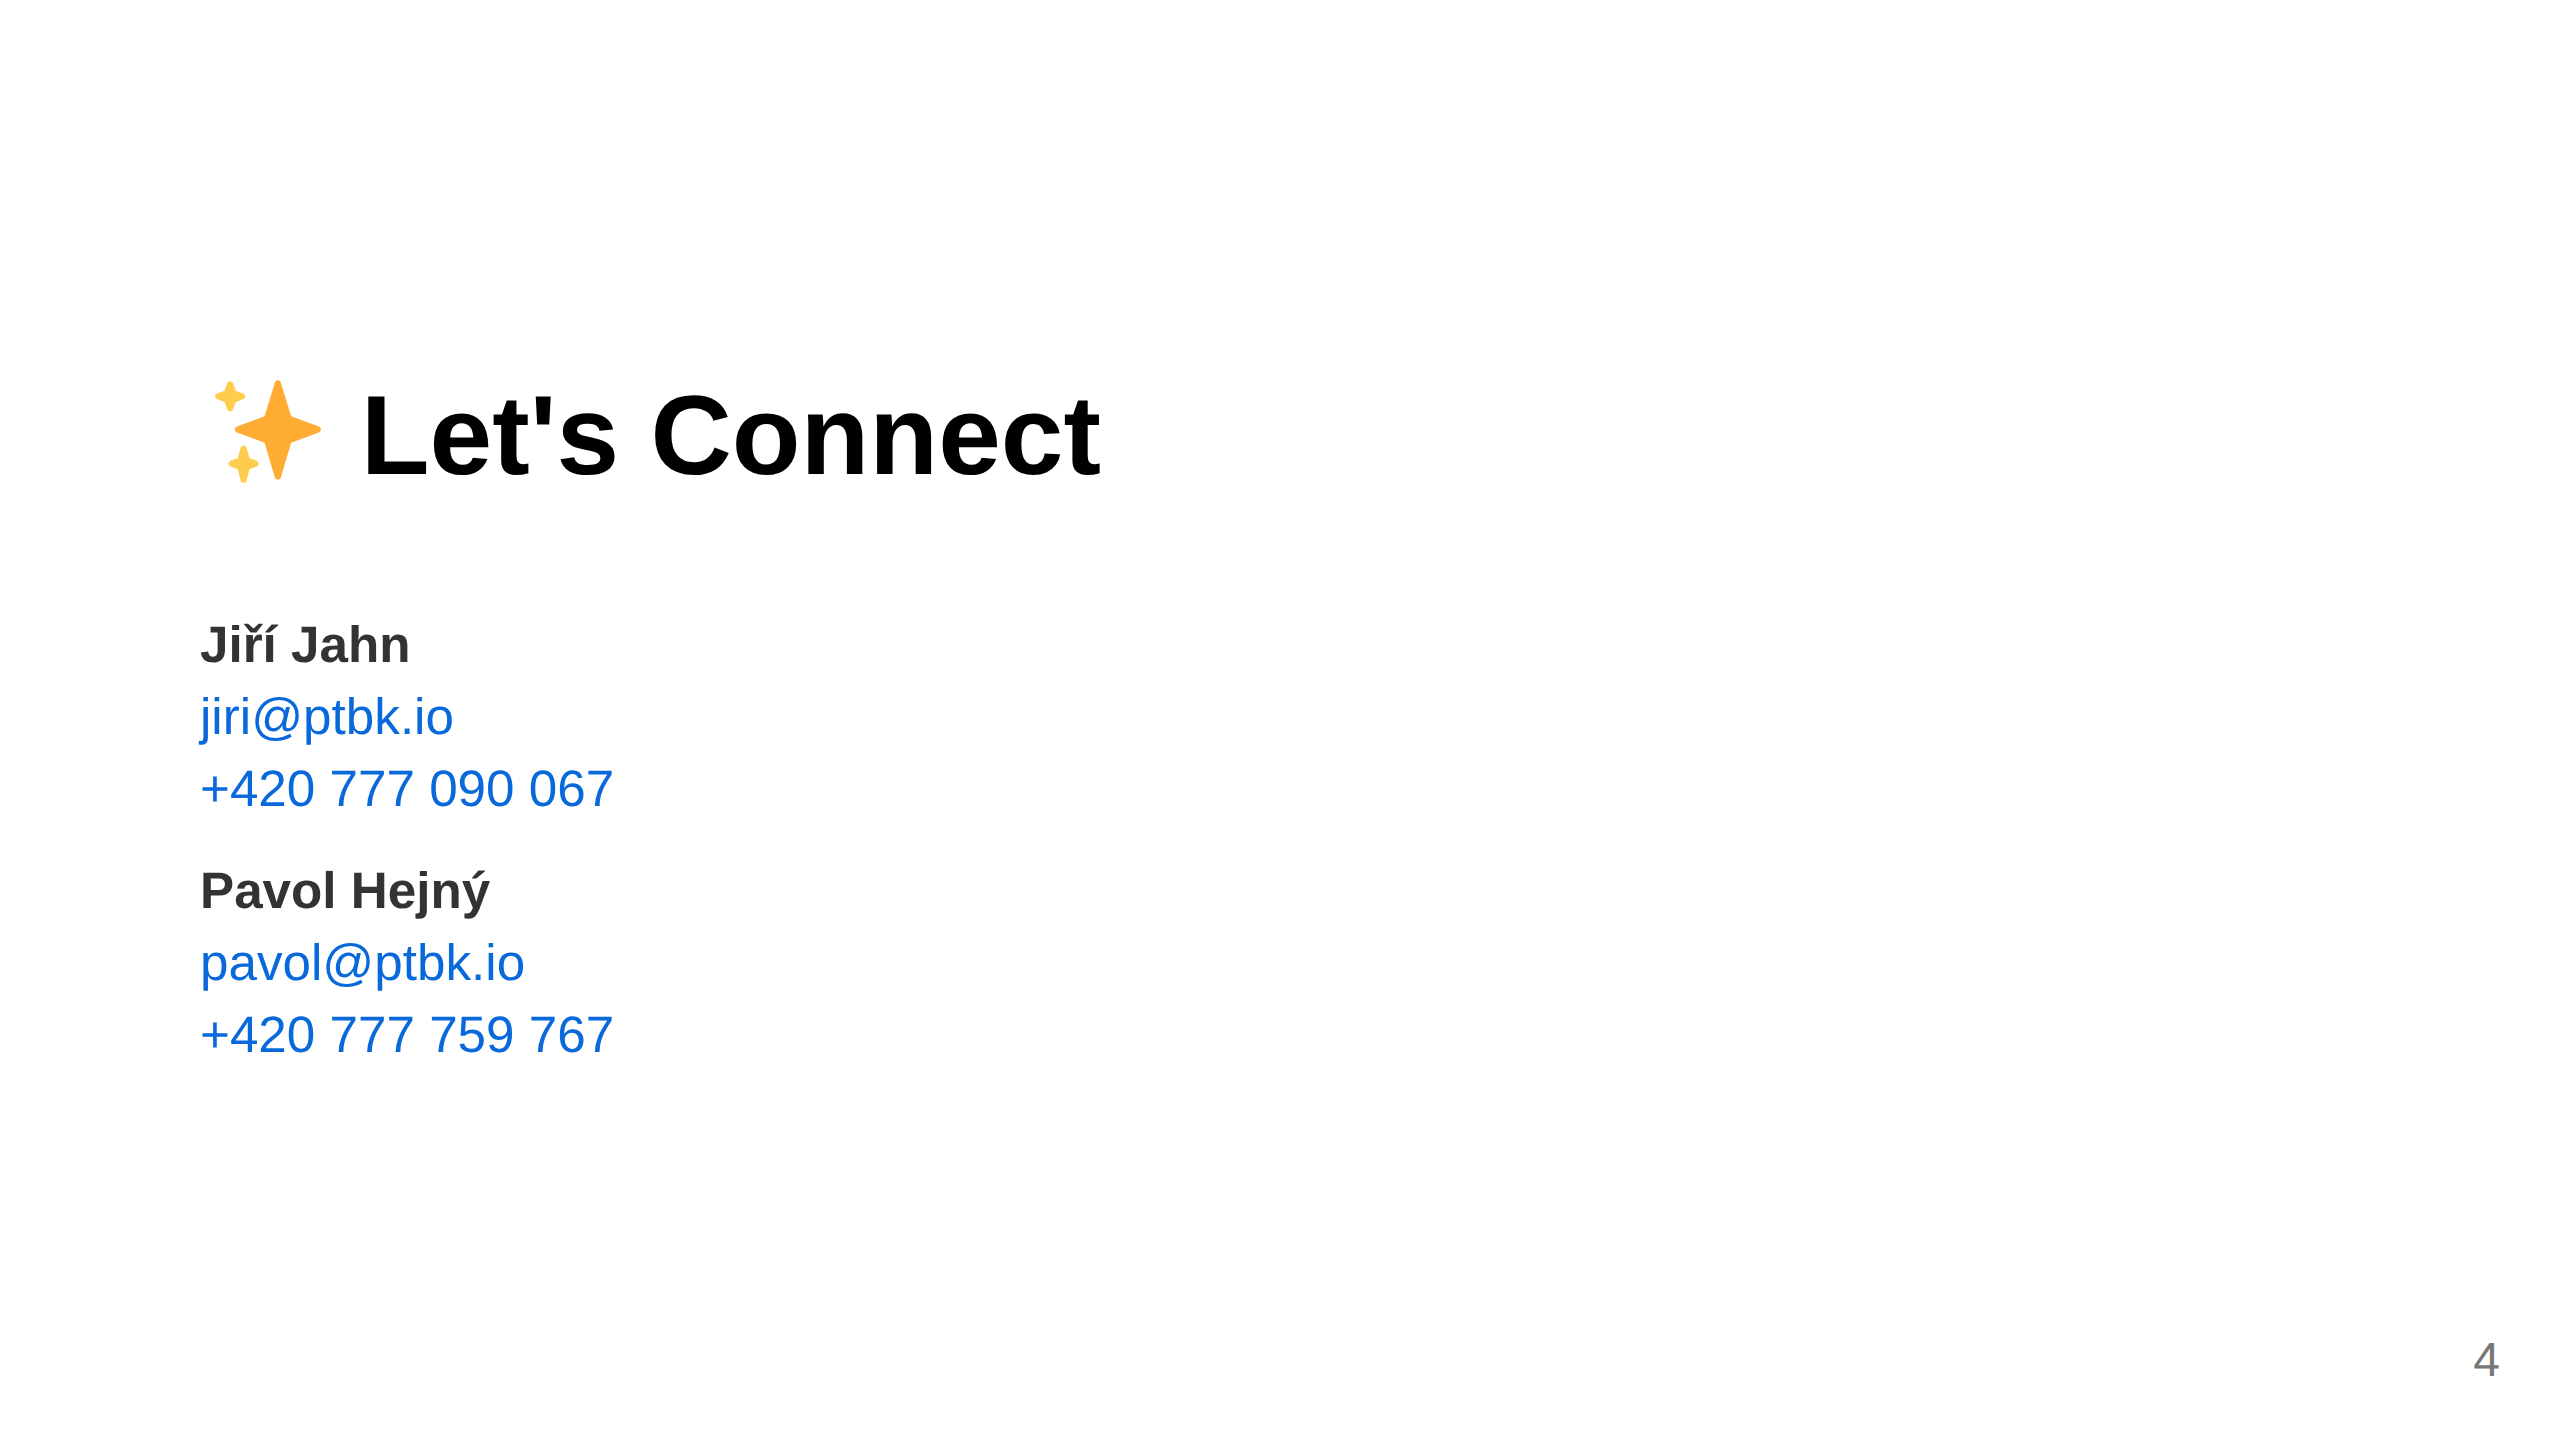 ✨ Let's Connect
Jiří Jahn
jiri@ptbk.io
+420 777 090 067
Pavol Hejný
pavol@ptbk.io
+420 777 759 767
4